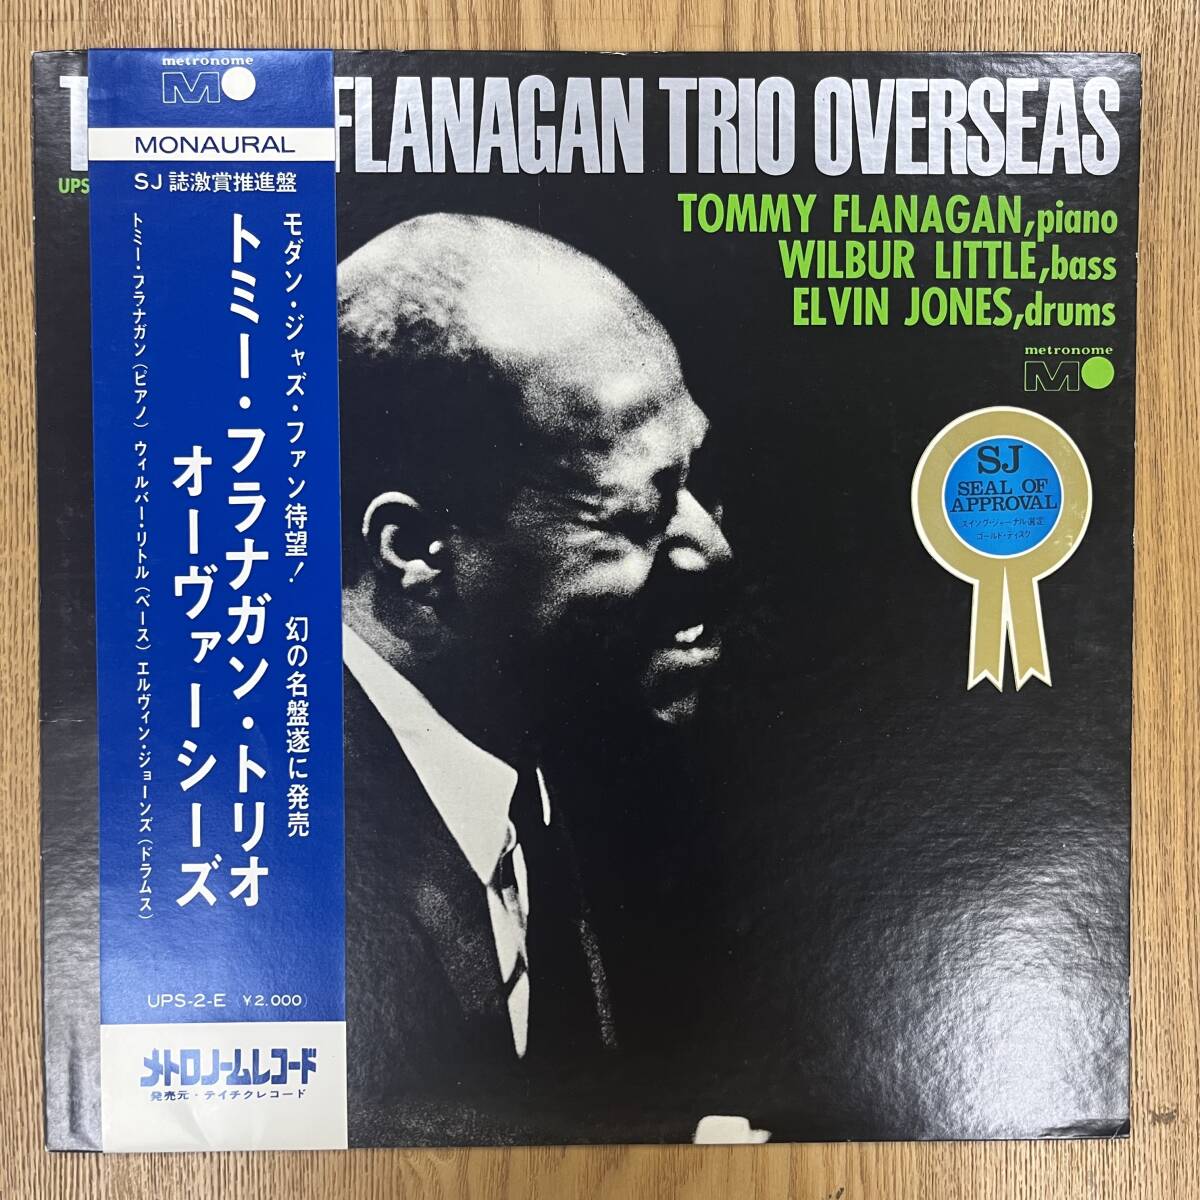 metronome
MONAURAL
SJ誌激賞推進盤
モダン・ジャズ・ファン待望! 幻の名盤遂に発売
トミー・フラナガン・トリオ
オーヴァーシーズ
トミー・フラナガン(ピアノ) ウィルバー・リトル(ベース) エルヴィン・ジョーンズ(ドラムス)
UPS-2-E (¥2.000)
メトロノームレコード
発売元・テイチクレコード
T FLANAGAN TRIO OVERSEAS
UPS
TOMMY FLANAGAN, piano
WILBUR LITTLE, bass
ELVIN JONES, drums
metronome
SJ
SEAL OF
APPROVAL
スイング・ジャーナル選定
ゴールド・ディスク